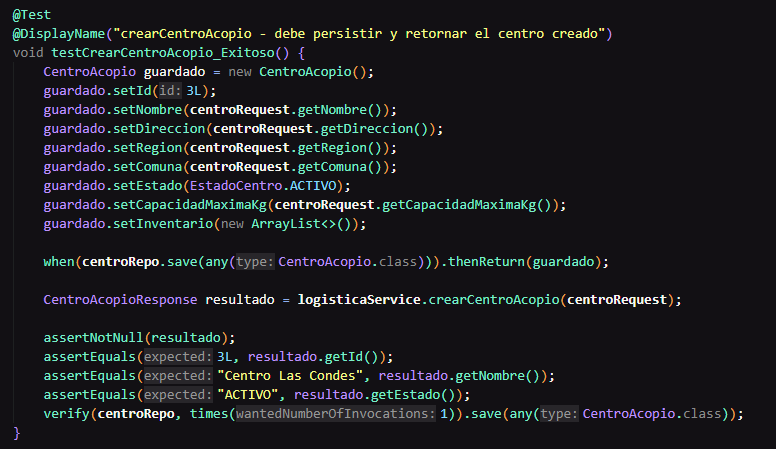 @Test
@DisplayName("crearCentroAcopio - debe persistir y retornar el centro creado")
void testCrearCentroAcopio_Exitoso() {
    CentroAcopio guardado = new CentroAcopio();
    guardado.setId(id: 3L);
    guardado.setNombre(centroRequest.getNombre());
    guardado.setDireccion(centroRequest.getDireccion());
    guardado.setRegion(centroRequest.getRegion());
    guardado.setComuna(centroRequest.getComuna());
    guardado.setEstado(EstadoCentro.ACTIVO);
    guardado.setCapacidadMaximaKg(centroRequest.getCapacidadMaximaKg());
    guardado.setInventario(new ArrayList<>());

    when(centroRepo.save(any(type: CentroAcopio.class))).thenReturn(guardado);

    CentroAcopioResponse resultado = logisticaService.crearCentroAcopio(centroRequest);

    assertNotNull(resultado);
    assertEquals(expected: 3L, resultado.getId());
    assertEquals(expected: "Centro Las Condes", resultado.getNombre());
    assertEquals(expected: "ACTIVO", resultado.getEstado());
    verify(centroRepo, times(wantedNumberOfInvocations: 1)).save(any(type: CentroAcopio.class));
}